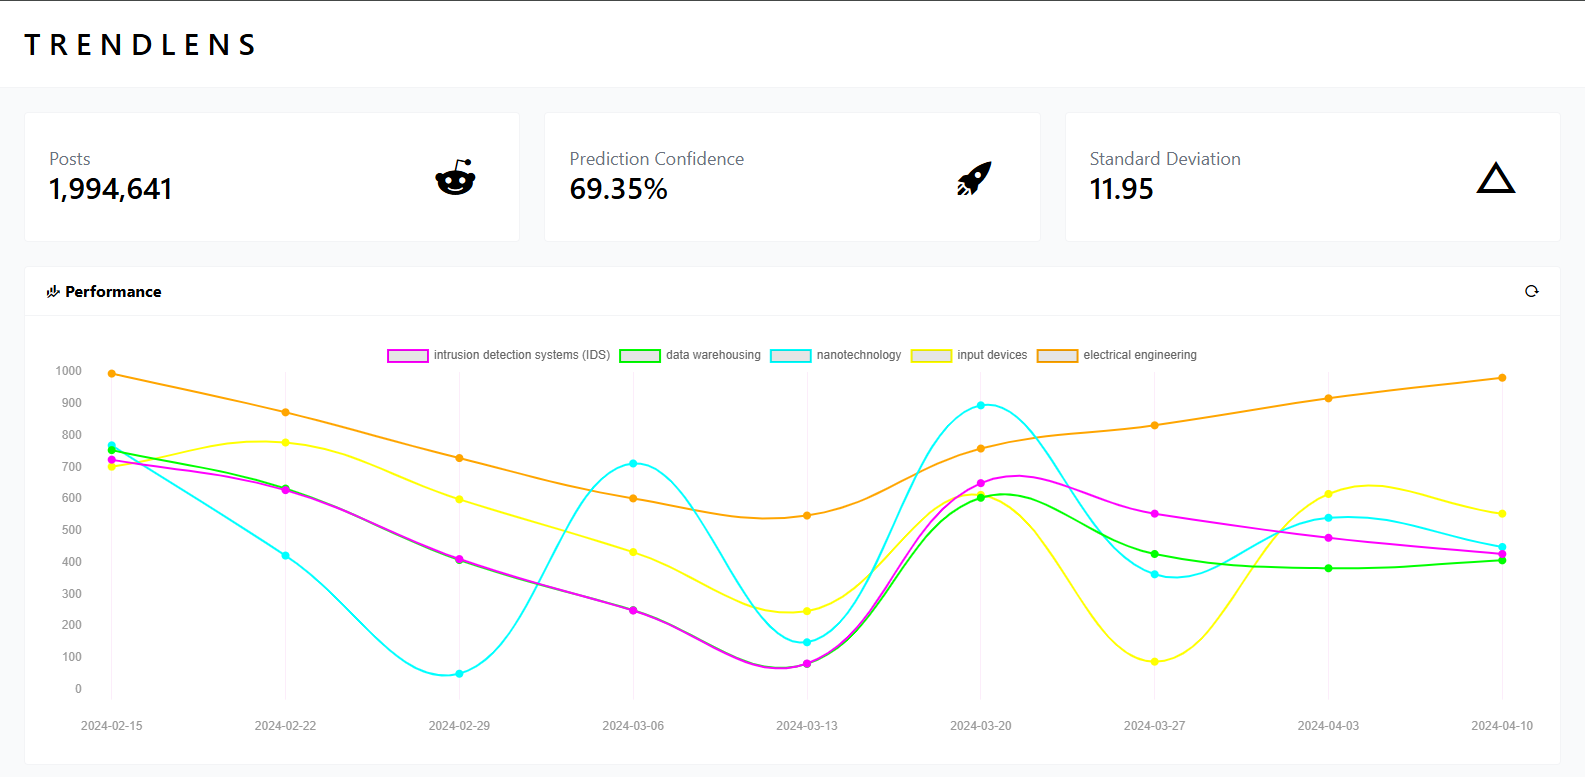 TRENDLENS
Posts
1,994,641
Prediction Confidence
69.35%
Standard Deviation
11.95
Performance
intrusion detection systems (IDS) data warehousing nanotechnology input devices electrical engineering
1000
900
800
700
600
500
400
300
200
100
0
2024-02-15 2024-02-22 2024-02-29 2024-03-06 2024-03-13 2024-03-20 2024-03-27 2024-04-03 2024-04-10